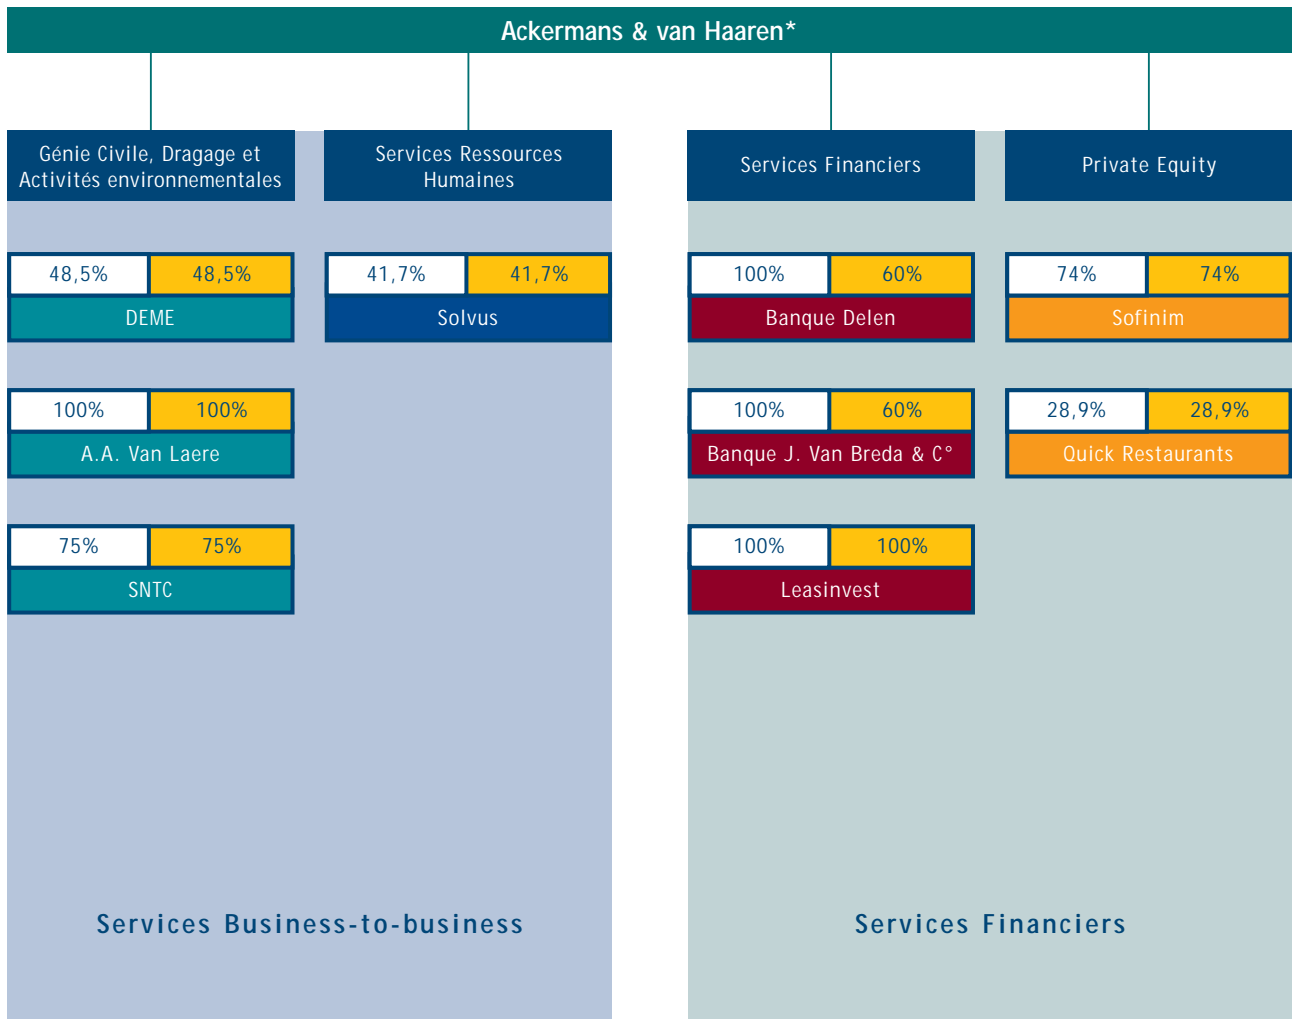 Ackermans & van Haaren*
Génie Civile, Dragage et
Activités environnementales
48,5% 48,5%
DEME
100% 100%
A.A. Van Laere
75% 75%
SNTC
Services Ressources
Humaines
41,7% 41,7%
Solvus
Services Business-to-business
Services Financiers
100% 60%
Banque Delen
100% 60%
Banque J. Van Breda & C°
100% 100%
Leasinvest
Private Equity
74% 74%
Sofinim
28,9% 28,9%
Quick Restaurants
Services Financiers